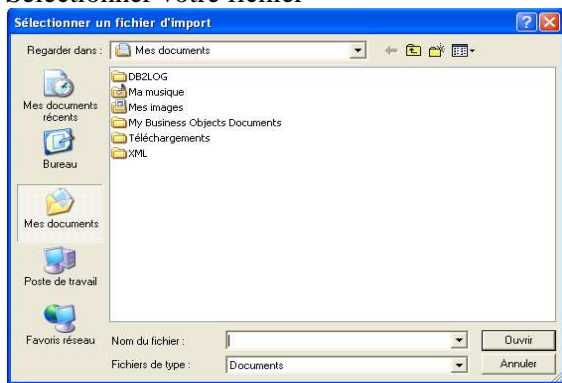 Sélectionner votre fichier
Sélectionner un fichier d'import
Regarder dans :
Mes documents
Mes documents
récents
Bureau
Mes documents
Poste de travail
Favoris réseau
DB2LOG
Ma musique
Mes images
My Business Objects Documents
Téléchargements
XML
Nom du fichier :
Ouvrir
Fichiers de type :
Documents
Annuler